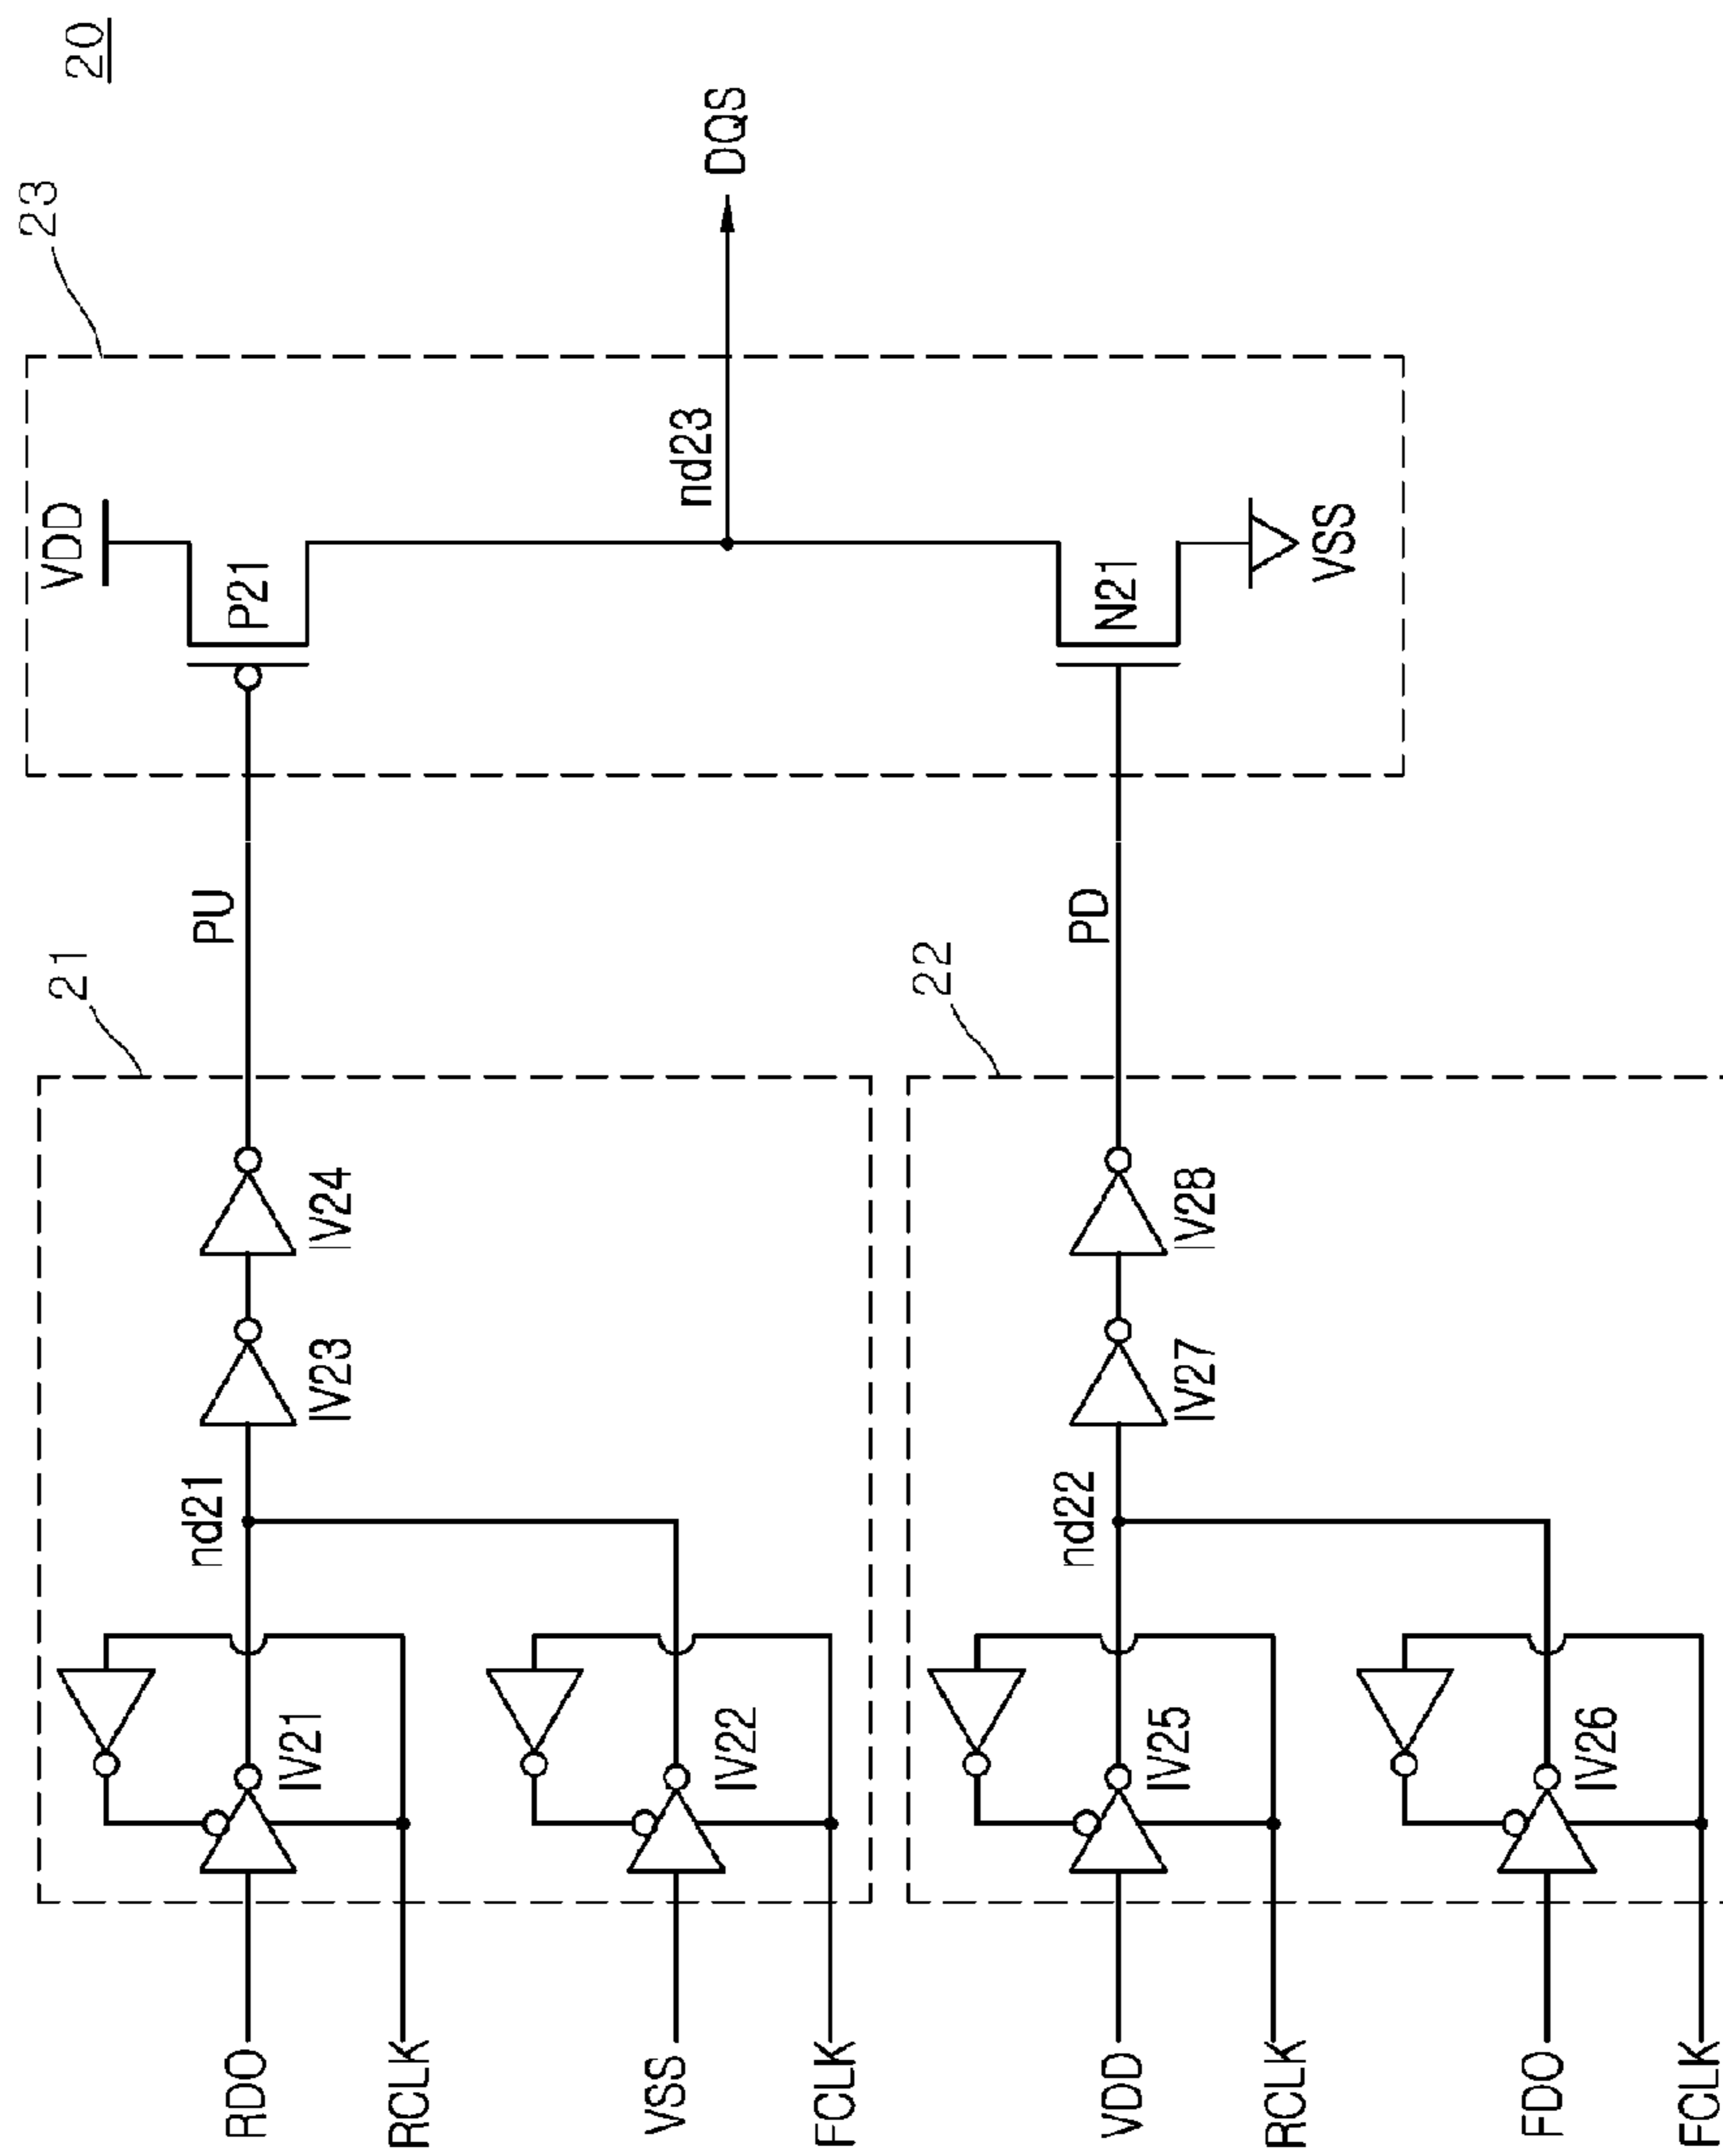 20
23
VDD
P21
nd23
DQS
N21
VSS
PU
PD
21
22
nd21
IV21
IV22
IV23
IV24
nd22
IV25
IV26
IV27
IV28
RDO
RCLK
VSS
FCLK
VDD
RCLK
FDO
FCLK